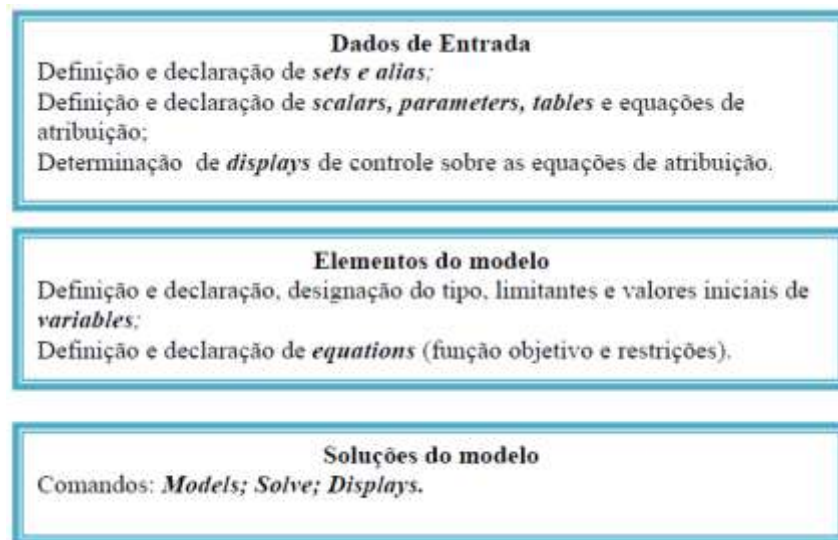 Dados de Entrada
Definição e declaração de sets e alias;
Definição e declaração de scalars, parameters, tables e equações de
atribuição;
Determinação de displays de controle sobre as equações de atribuição.
Elementos do modelo
Definição e declaração, designação do tipo, limitantes e valores iniciais de
variables;
Definição e declaração de equations (função objetivo e restrições).
Soluções do modelo
Comandos: Models; Solve; Displays.